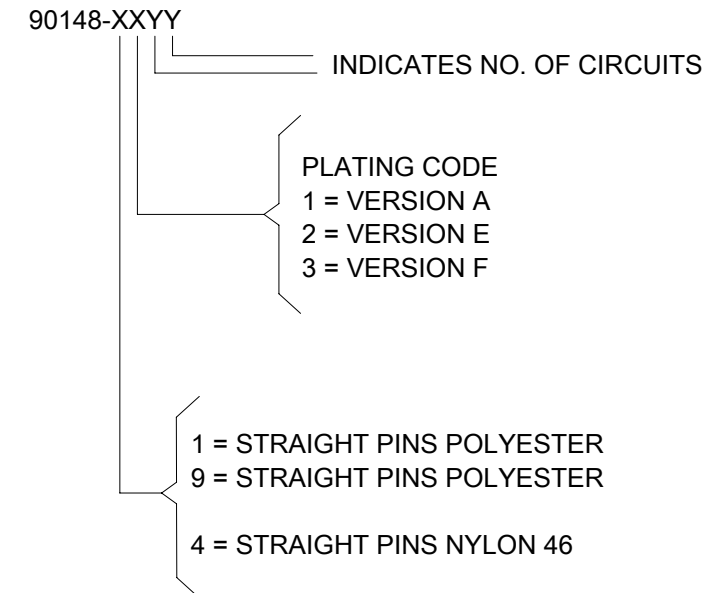 90148-XXYY
INDICATES NO. OF CIRCUITS
PLATING CODE
1 = VERSION A
2 = VERSION E
3 = VERSION F
1 = STRAIGHT PINS POLYESTER
9 = STRAIGHT PINS POLYESTER
4 = STRAIGHT PINS NYLON 46